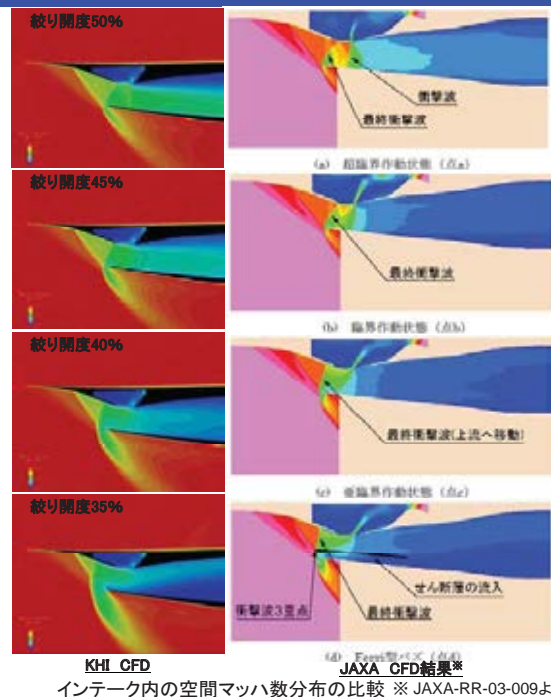 絞り開度50%
衝撃波
最終衝撃波
(a) 超臨界作動状態 (点a)
絞り開度45%
最終衝撃波
(b) 臨界作動状態 (点b)
絞り開度40%
最終衝撃波(上流へ移動)
(c) 亜臨界作動状態 (点c)
絞り開度35%
せん断層の流入
衝撃波3重点
最終衝撃波
(d) Ferri型バズ (点d)
KHI CFD
JAXA CFD結果※
インテーク内の空間マッハ数分布の比較 ※ JAXA-RR-03-009よ